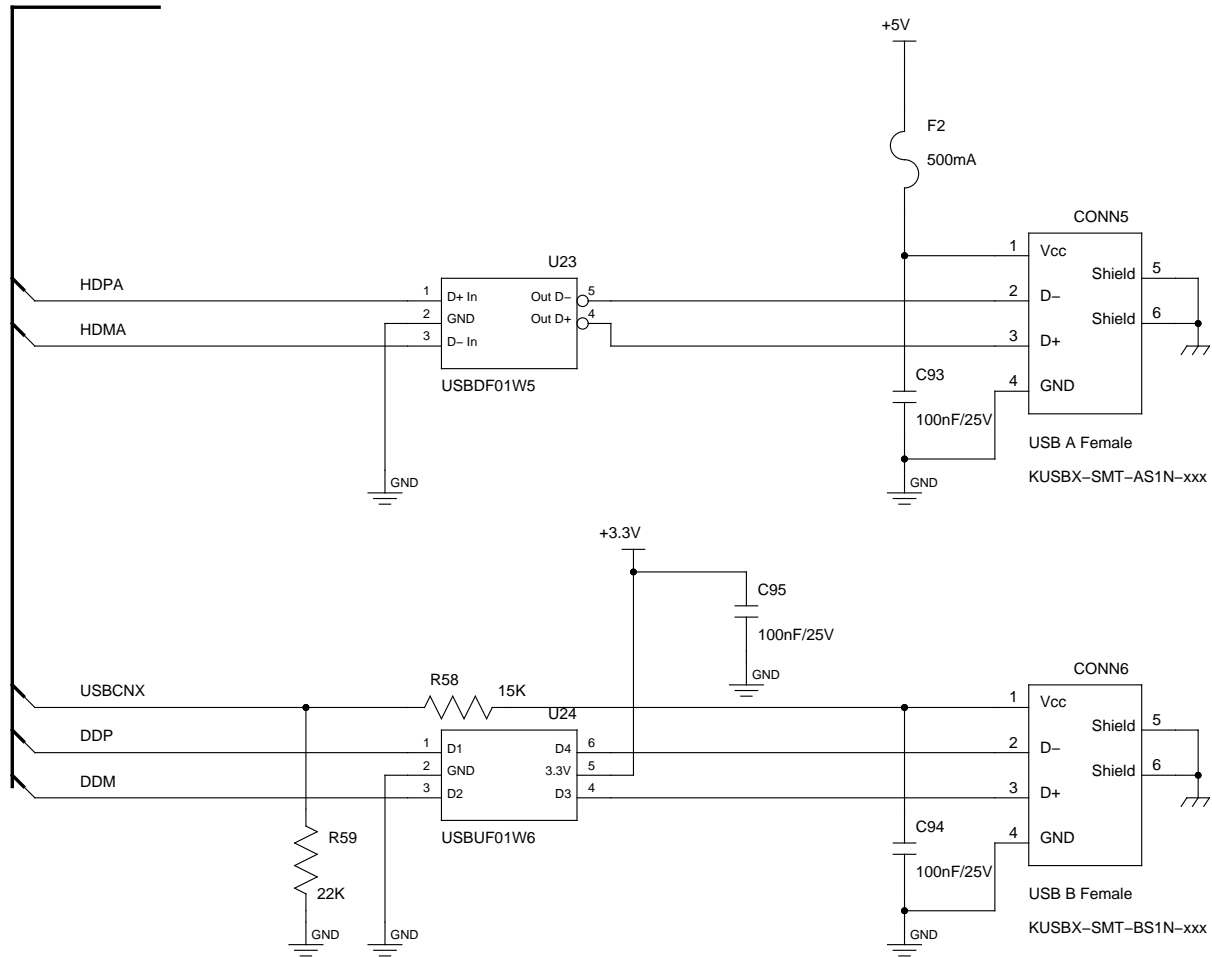 +5V
F2
500mA
CONN5
1 Vcc
Shield 5
U23
HDPA
1 D+ In Out D− 5
2 D−
2 GND Out D+ 4
Shield 6
HDMA
3 D− In
3 D+
USBDF01W5
C93
4 GND
100nF/25V
USB A Female
GND
GND
KUSBX−SMT−AS1N−xxx
+3.3V
C95
100nF/25V
GND
CONN6
USBCNX
R58
15K
1 Vcc
U24
Shield 5
DDP
1 D1 D4 6
2 D−
2 GND 3.3V 5
Shield 6
DDM
3 D2 D3 4
3 D+
R59
USBUF01W6
C94
4 GND
22K
100nF/25V
USB B Female
GND
GND
GND
KUSBX−SMT−BS1N−xxx